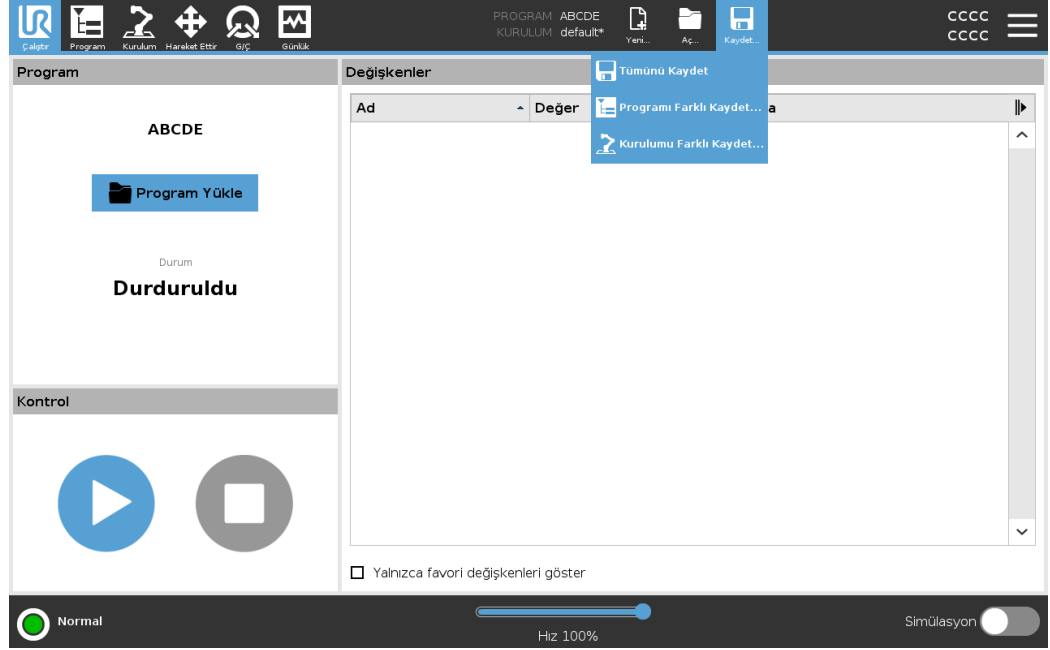 PROGRAM ABCDE
KURULUM default*
CCCC
CCCC
Çalıştır Program Kurulum Hareket Ettir G/Ç Günlük
Yeni... Aç... Kaydet...
Program
Değişkenler
Tümünü Kaydet
Programı Farklı Kaydet...
Kurulumu Farklı Kaydet...
Ad Değer a
ABCDE
Program Yükle
Durum
Durduruldu
Kontrol
Yalnızca favori değişkenleri göster
Normal
Hız 100%
Simülasyon